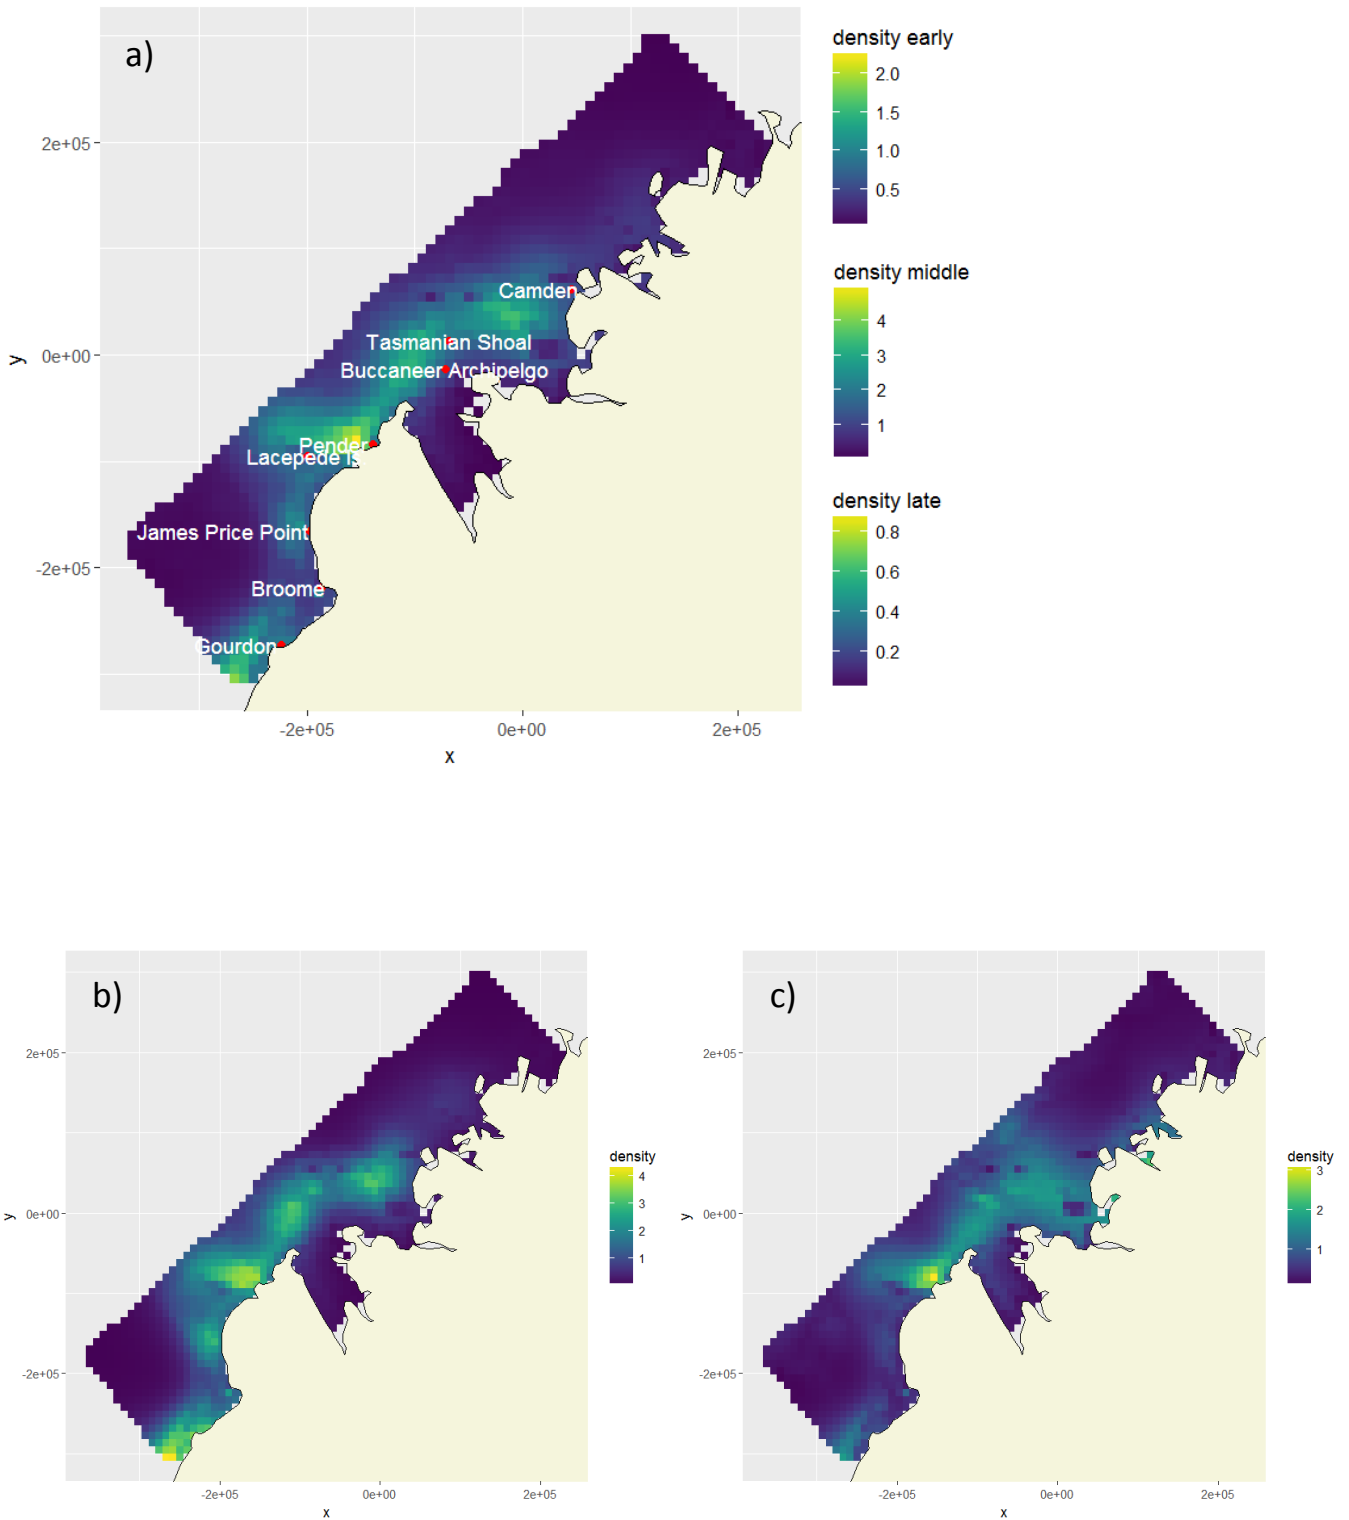 a)
density early
2.0
1.5
1.0
0.5
2e+05
0e+00
-2e+05
y
Camden
Tasmanian Shoal
Buccaneer Archipelgo
Pender
Lacepede Is
James Price Point
Broome
Gourdon
density middle
4
3
2
1
density late
0.8
0.6
0.4
0.2
-2e+05 0e+00 2e+05
x
b)
2e+05
0e+00
-2e+05
y
density
4
3
2
1
-2e+05 0e+00 2e+05
x
c)
2e+05
0e+00
-2e+05
y
density
3
2
1
-2e+05 0e+00 2e+05
x